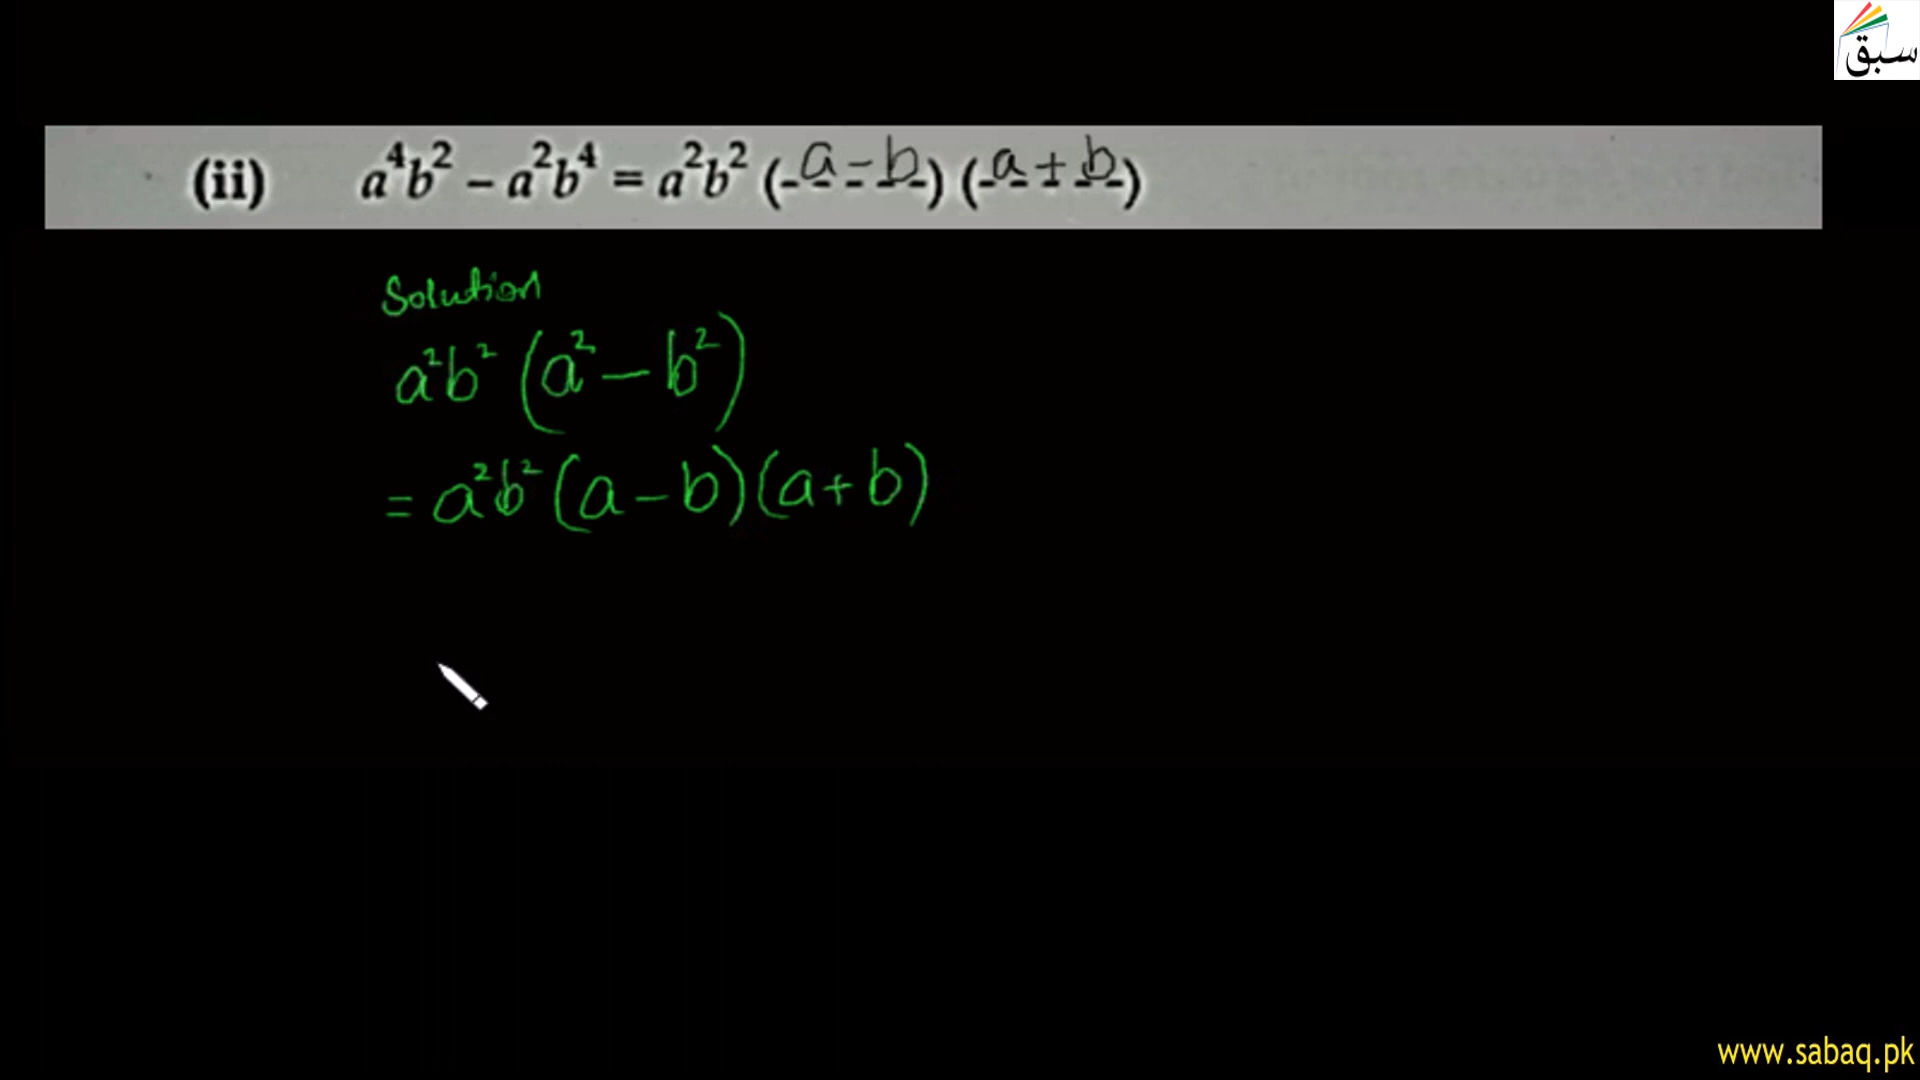 سبق
(ii) a⁴b² – a²b⁴ = a²b² (a – b) (a + b)
Solution
a²b² (a² – b²)
= a²b² (a – b)(a + b)
www.sabaq.pk